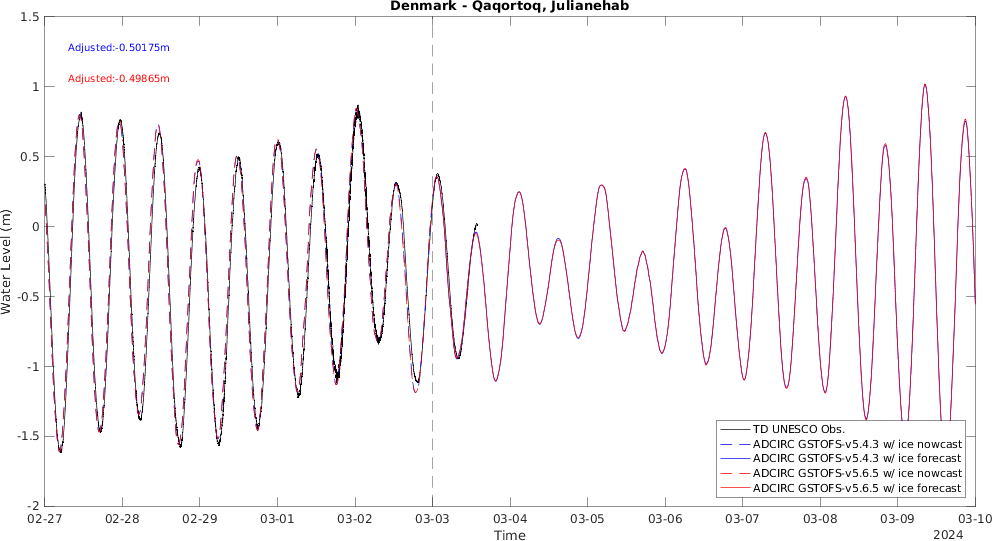 Denmark - Qaqortoq, Julianehab
Adjusted:-0.50175m
Adjusted:-0.49865m
Water Level (m)
1.5
1
0.5
0
-0.5
-1
-1.5
-2
TD UNESCO Obs.
ADCIRC GSTOFS-v5.4.3 w/ ice nowcast
ADCIRC GSTOFS-v5.4.3 w/ ice forecast
ADCIRC GSTOFS-v5.6.5 w/ ice nowcast
ADCIRC GSTOFS-v5.6.5 w/ ice forecast
02-27 02-28 02-29 03-01 03-02 03-03 03-04 03-05 03-06 03-07 03-08 03-09 03-10
Time
2024